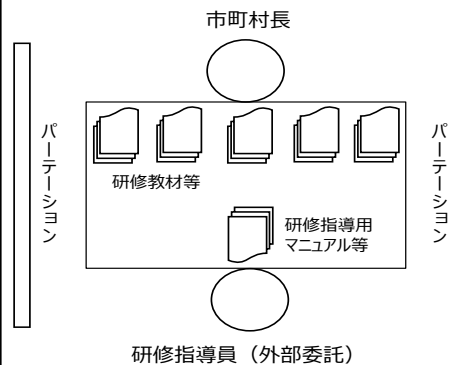 市町村長
パーテーション
パーテーション
研修教材等
研修指導用
マニュアル等
研修指導員（外部委託）